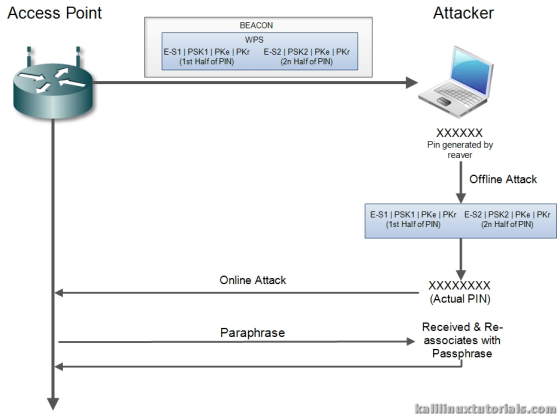 Access Point
Attacker
BEACON
WPS
E-S1 | PSK1 | PKe | PKr
(1st Half of PIN)
E-S2 | PSK2 | PKe | PKr
(2n Half of PIN)
XXXXXX
Pin generated by
reaver
Offline Attack
E-S1 | PSK1 | PKe | PKr
(1st Half of PIN)
E-S2 | PSK2 | PKe | PKr
(2n Half of PIN)
Online Attack
XXXXXXXX
(Actual PIN)
Paraphrase
Received & Re-
associates with
Passphrase
kalilinuxtutorials.com